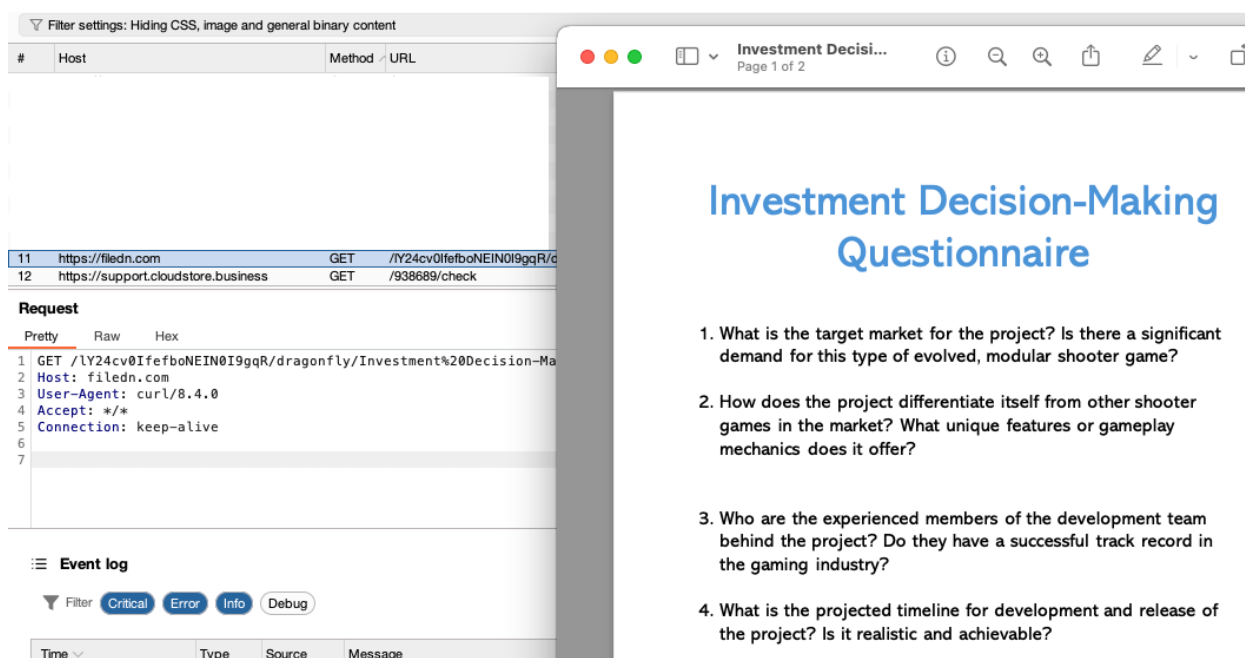 Filter settings: Hiding CSS, image and general binary content
# Host Method URL
11 https://filedn.com GET /lY24cv0IfefboNEIN0I9gqR/d
12 https://support.cloudstore.business GET /938689/check
Request
Pretty Raw Hex
1 GET /lY24cv0IfefboNEIN0I9gqR/dragonfly/Investment%20Decision-Ma
2 Host: filedn.com
3 User-Agent: curl/8.4.0
4 Accept: */*
5 Connection: keep-alive
6
7
Event log
Filter Critical Error Info Debug
Time Type Source Message
Investment Decisi...
Page 1 of 2
Investment Decision-Making
Questionnaire
1. What is the target market for the project? Is there a significant
demand for this type of evolved, modular shooter game?
2. How does the project differentiate itself from other shooter
games in the market? What unique features or gameplay
mechanics does it offer?
3. Who are the experienced members of the development team
behind the project? Do they have a successful track record in
the gaming industry?
4. What is the projected timeline for development and release of
the project? Is it realistic and achievable?